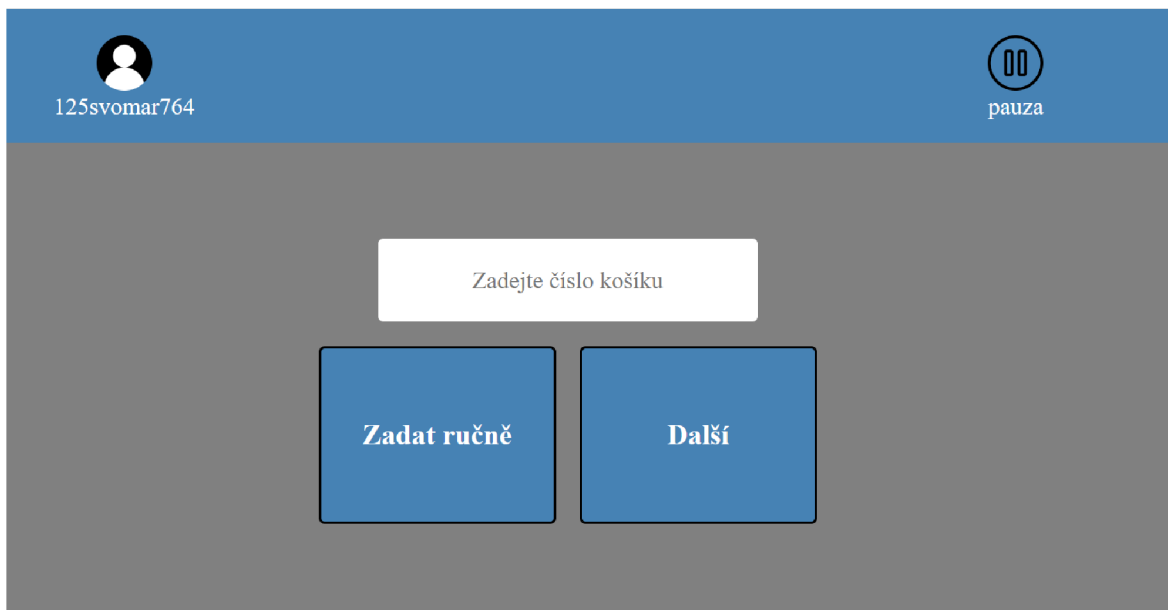 125svomar764
pauza
Zadejte číslo košíku
Zadat ručně
Další